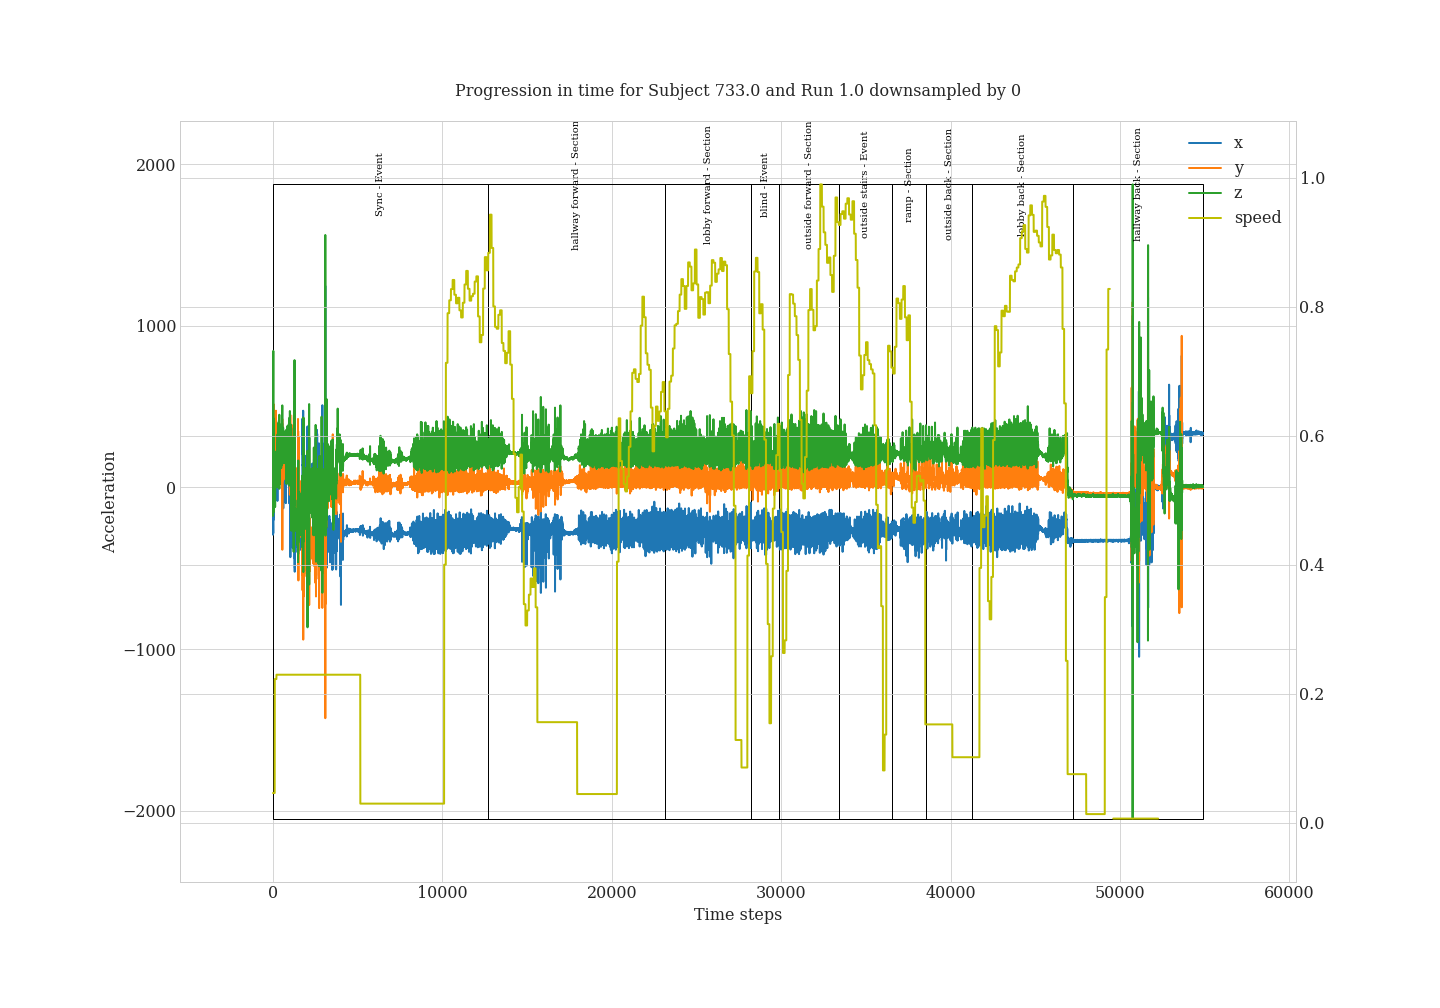 Progression in time for Subject 733.0 and Run 1.0 downsampled by 0
Sync - Event
hallway forward - Section
lobby forward - Section
blind - Event
outside forward - Section
outside stairs - Event
ramp - Section
outside back - Section
lobby back - Section
hallway back - Section
x
y
z
speed
2000
1000
0
−1000
−2000
Acceleration
1.0
0.8
0.6
0.4
0.2
0.0
0 10000 20000 30000 40000 50000 60000
Time steps